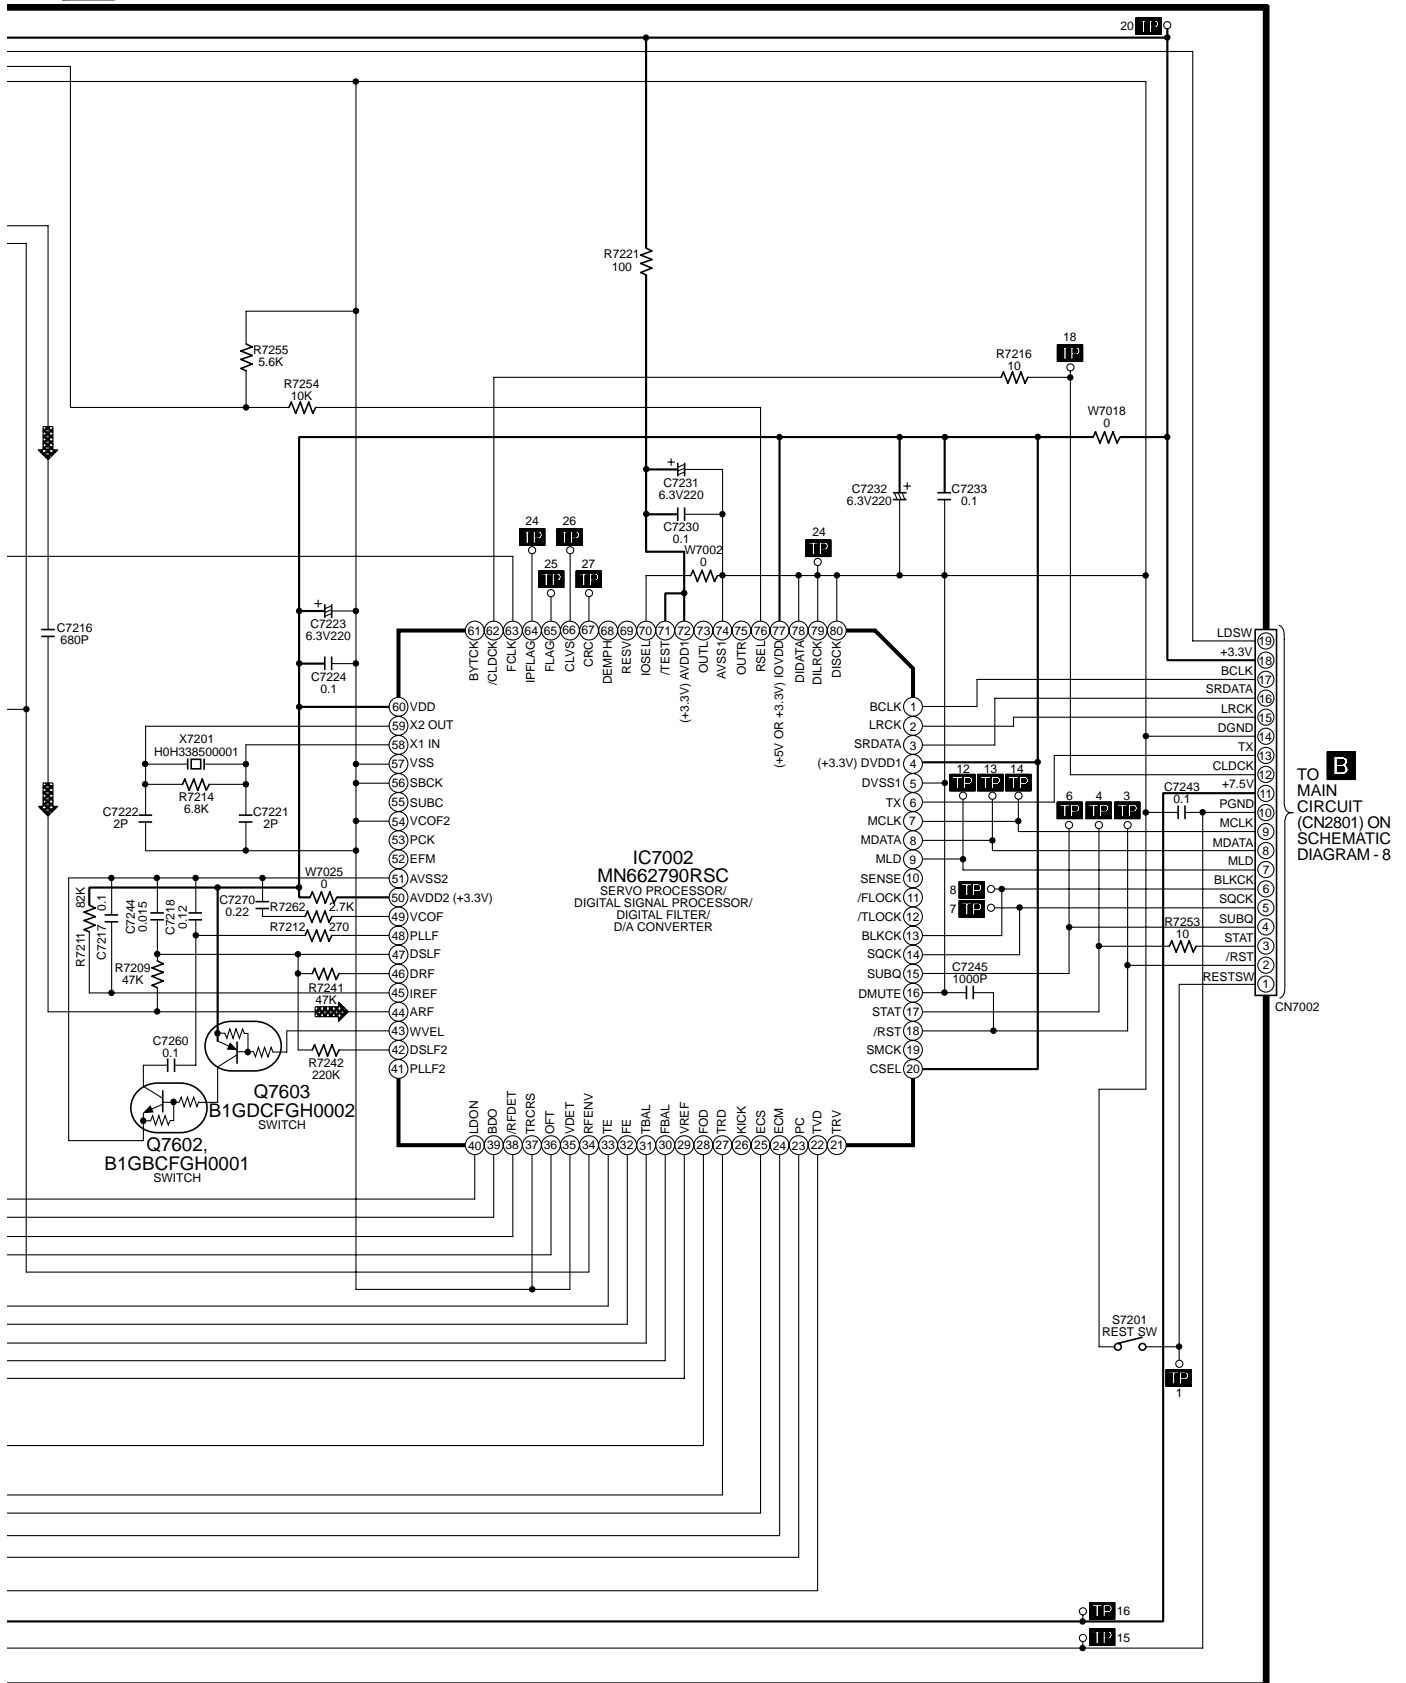 20 TP
R7221
100
R7255
5.6K
R7254
10K
R7216
10
18
TP
W7018
0
C7231
6.3V220
+
C7230
0.1
W7002
0
C7232
6.3V220
+
C7233
0.1
24
TP
25
TP
26
TP
27
TP
24
TP
C7216
680P
+
C7223
6.3V220
C7224
0.1
61 BYTCK
62 /CLDCK
63 FCLK
64 IPFLAG
65 FLAG
66 CLVS
67 CRC
68 DEMPH
69 RESV
70 IOSEL
71 /TEST
72 (+3.3V) AVDD1
73 OUTL
74 AVSS1
75 OUTR
76 RSEL
77 (+5V OR +3.3V) IOVDD
78 DIDATA
79 DILRCK
80 DISCK
60 VDD
59 X2 OUT
58 X1 IN
57 VSS
56 SBCK
55 SUBC
54 VCOF2
53 PCK
52 EFM
51 AVSS2
50 AVDD2 (+3.3V)
49 VCOF
48 PLLF
47 DSLF
46 DRF
45 IREF
44 ARF
43 WVEL
42 DSLF2
41 PLLF2
X7201
H0H338500001
R7214
6.8K
C7222
2P
C7221
2P
W7025
0
R7211
82K
C7217
0.1
C7244
0.015
C7218
0.12
C7270
0.22
R7262 2.7K
R7212 270
R7209
47K
R7241
47K
R7242
220K
C7260
0.1
Q7603
B1GDCFGH0002
SWITCH
Q7602,
B1GBCFGH0001
SWITCH
IC7002
MN662790RSC
SERVO PROCESSOR/
DIGITAL SIGNAL PROCESSOR/
DIGITAL FILTER/
D/A CONVERTER
BCLK 1
LRCK 2
SRDATA 3
(+3.3V) DVDD1 4
DVSS1 5
TX 6
MCLK 7
MDATA 8
MLD 9
SENSE 10
/FLOCK 11
/TLOCK 12
BLKCK 13
SQCK 14
SUBQ 15
DMUTE 16
STAT 17
/RST 18
SMCK 19
CSEL 20
LDON 40
BDO 39
/RFDET 38
TRCRS 37
OFT 36
VDET 35
RFENV 34
TE 33
FE 32
TBAL 31
FBAL 30
VREF 29
FOD 28
TRD 27
KICK 26
ECS 25
ECM 24
PC 23
TVD 22
TRV 21
12
TP
13
TP
14
TP
6
TP
4
TP
3
TP
8 TP
7 TP
C7245
1000P
C7243
0.1
R7253
10
LDSW 19
+3.3V 18
BCLK 17
SRDATA 16
LRCK 15
DGND 14
TX 13
CLDCK 12
+7.5V 11
PGND 10
MCLK 9
MDATA 8
MLD 7
BLKCK 6
SQCK 5
SUBQ 4
STAT 3
/RST 2
RESTSW 1
CN7002
TO B
MAIN
CIRCUIT
(CN2801) ON
SCHEMATIC
DIAGRAM - 8
S7201
REST SW
TP
1
TP 16
TP 15